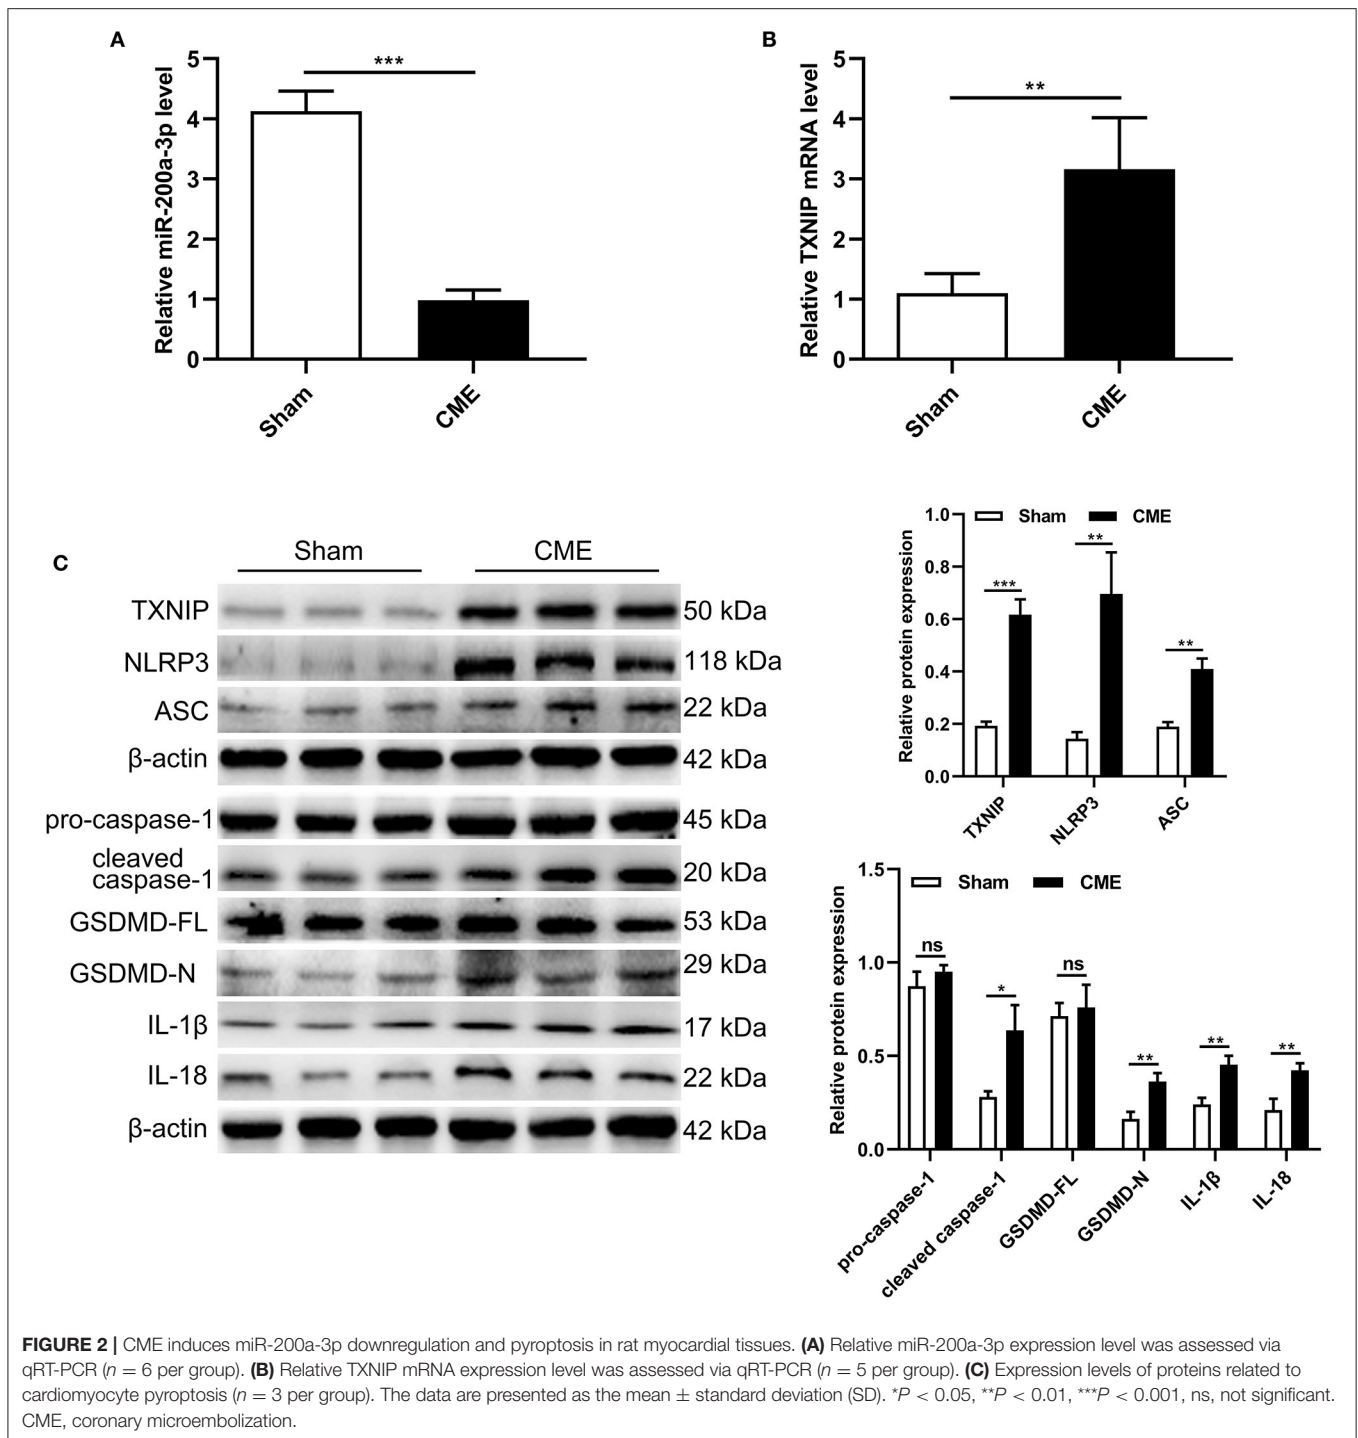 A
Relative miR-200a-3p level
5
4
3
2
1
0
***
Sham
CME
B
Relative TXNIP mRNA level
5
4
3
2
1
0
**
Sham
CME
C
Sham
CME
TXNIP
50 kDa
NLRP3
118 kDa
ASC
22 kDa
β-actin
42 kDa
pro-caspase-1
45 kDa
cleaved
caspase-1
20 kDa
GSDMD-FL
53 kDa
GSDMD-N
29 kDa
IL-1β
17 kDa
IL-18
22 kDa
β-actin
42 kDa
Relative protein expression
1.0
0.8
0.6
0.4
0.2
0.0
Sham
CME
***
**
**
TXNIP
NLRP3
ASC
Relative protein expression
1.5
1.0
0.5
0.0
Sham
CME
ns
*
ns
**
**
**
pro-caspase-1
cleaved caspase-1
GSDMD-FL
GSDMD-N
IL-1β
IL-18
FIGURE 2 | CME induces miR-200a-3p downregulation and pyroptosis in rat myocardial tissues. (A) Relative miR-200a-3p expression level was assessed via
qRT-PCR (n = 6 per group). (B) Relative TXNIP mRNA expression level was assessed via qRT-PCR (n = 5 per group). (C) Expression levels of proteins related to
cardiomyocyte pyroptosis (n = 3 per group). The data are presented as the mean ± standard deviation (SD). *P < 0.05, **P < 0.01, ***P < 0.001, ns, not significant.
CME, coronary microembolization.